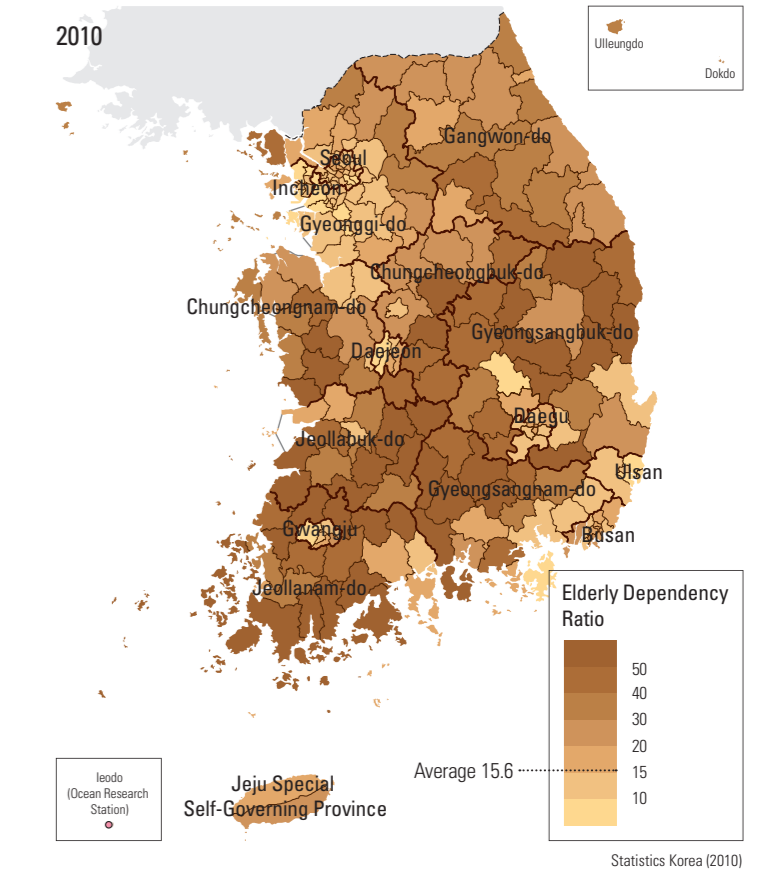 2010
Ulleungdo
Dokdo
Gangwon-do
Seoul
Incheon
Gyeonggi-do
Chungcheongbuk-do
Chungcheongnam-do
Gyeongsangbuk-do
Daejeon
Daegu
Jeollabuk-do
Ulsan
Gyeongsangnam-do
Gwangju
Busan
Jeollanam-do
Elderly Dependency
Ratio
50
40
30
20
Average 15.6
15
10
Ieodo
(Ocean Research
Station)
Jeju Special
Self-Governing Province
Statistics Korea (2010)